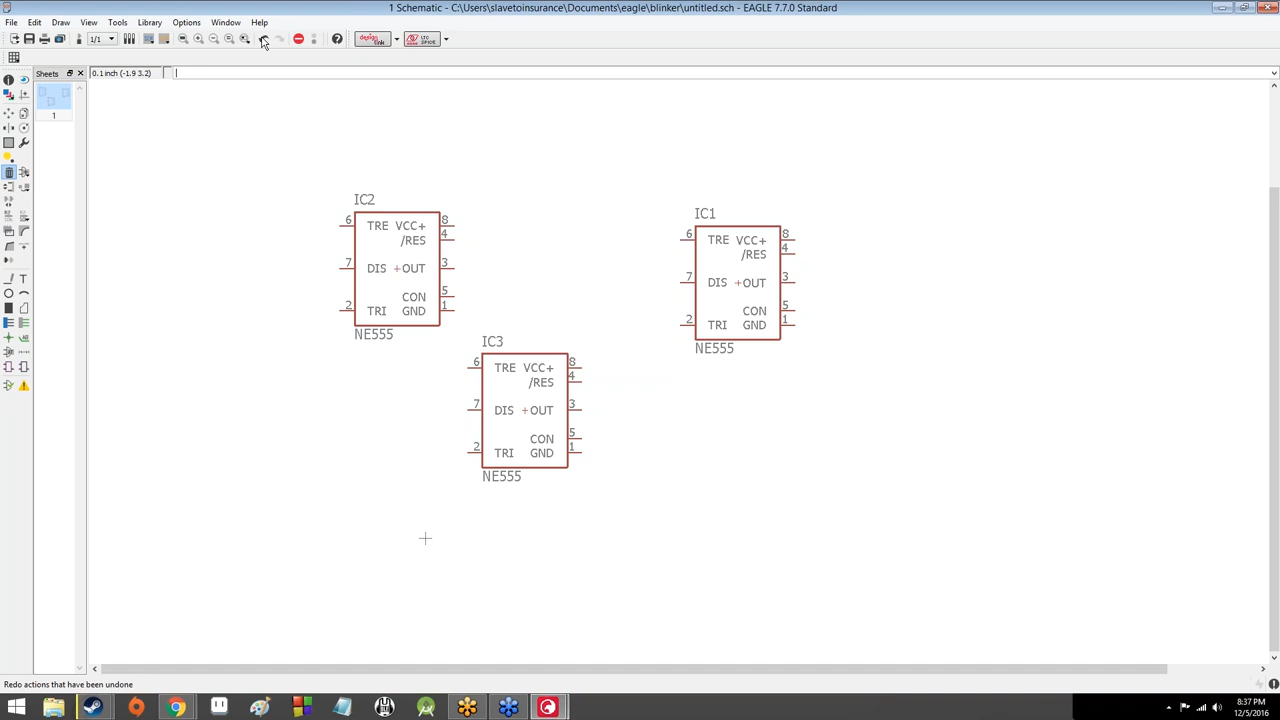 1 Schematic - C:\Users\slavetoinsurance\Documents\eagle\blinker\untitled.sch - EAGLE 7.7.0 Standard
File Edit Draw View Tools Library Options Window Help
1/1 design link LTC SPICE
Sheets 0.1 inch (-1.9 3.2)
1
IC2
6 TRE VCC+ 8
/RES 4
7 DIS +OUT 3
CON 5
2 TRI GND 1
NE555
IC1
6 TRE VCC+ 8
/RES 4
7 DIS +OUT 3
CON 5
2 TRI GND 1
NE555
IC3
6 TRE VCC+ 8
/RES 4
7 DIS +OUT 3
CON 5
2 TRI GND 1
NE555
Redo actions that have been undone
8:37 PM
12/5/2016